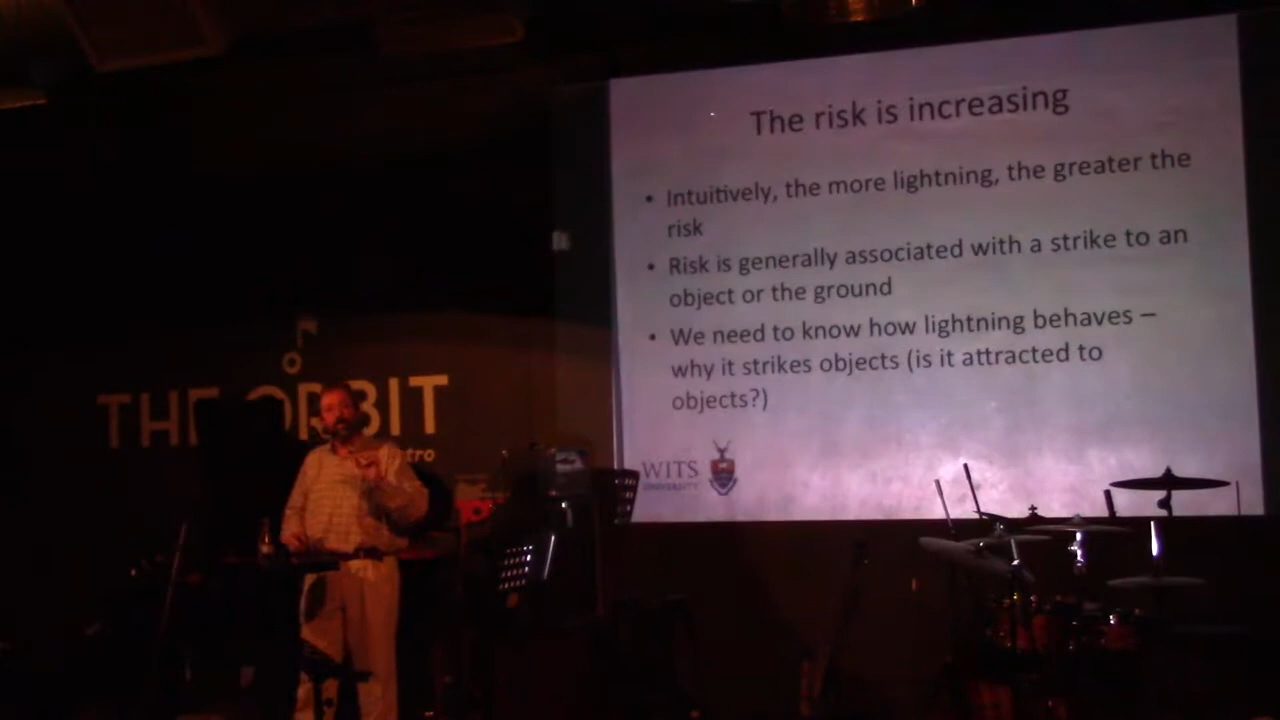 The risk is increasing
• Intuitively, the more lightning, the greater the
risk
• Risk is generally associated with a strike to an
object or the ground
• We need to know how lightning behaves –
why it strikes objects (is it attracted to
objects?)
WITS
UNIVERSITY
THE ORBIT